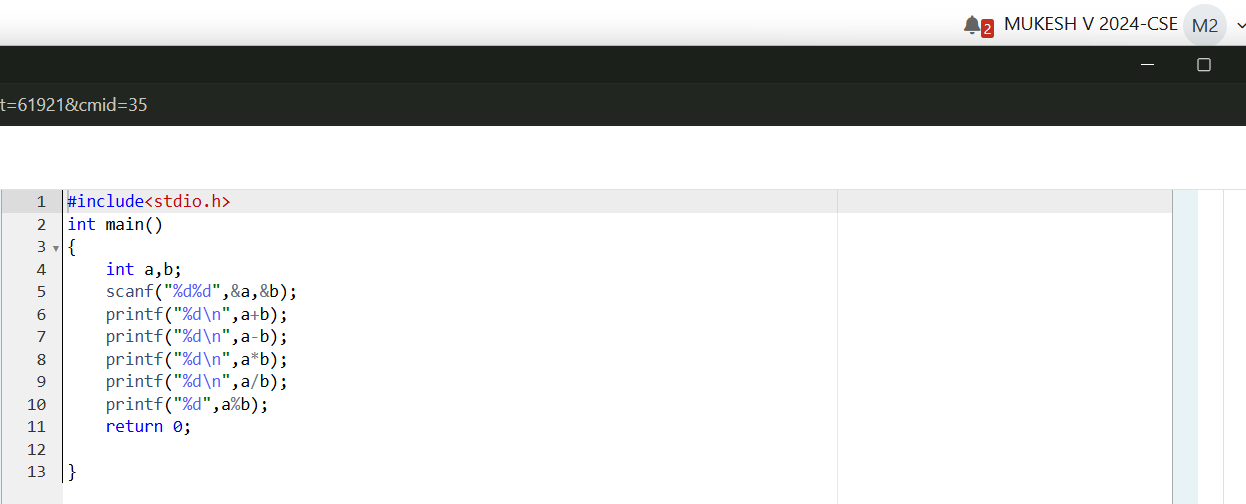 2 MUKESH V 2024-CSE M2
t=61921&cmid=35
1 #include<stdio.h>
2 int main()
3 {
4     int a,b;
5     scanf("%d%d",&a,&b);
6     printf("%d\n",a+b);
7     printf("%d\n",a-b);
8     printf("%d\n",a*b);
9     printf("%d\n",a/b);
10     printf("%d",a%b);
11     return 0;
12
13 }